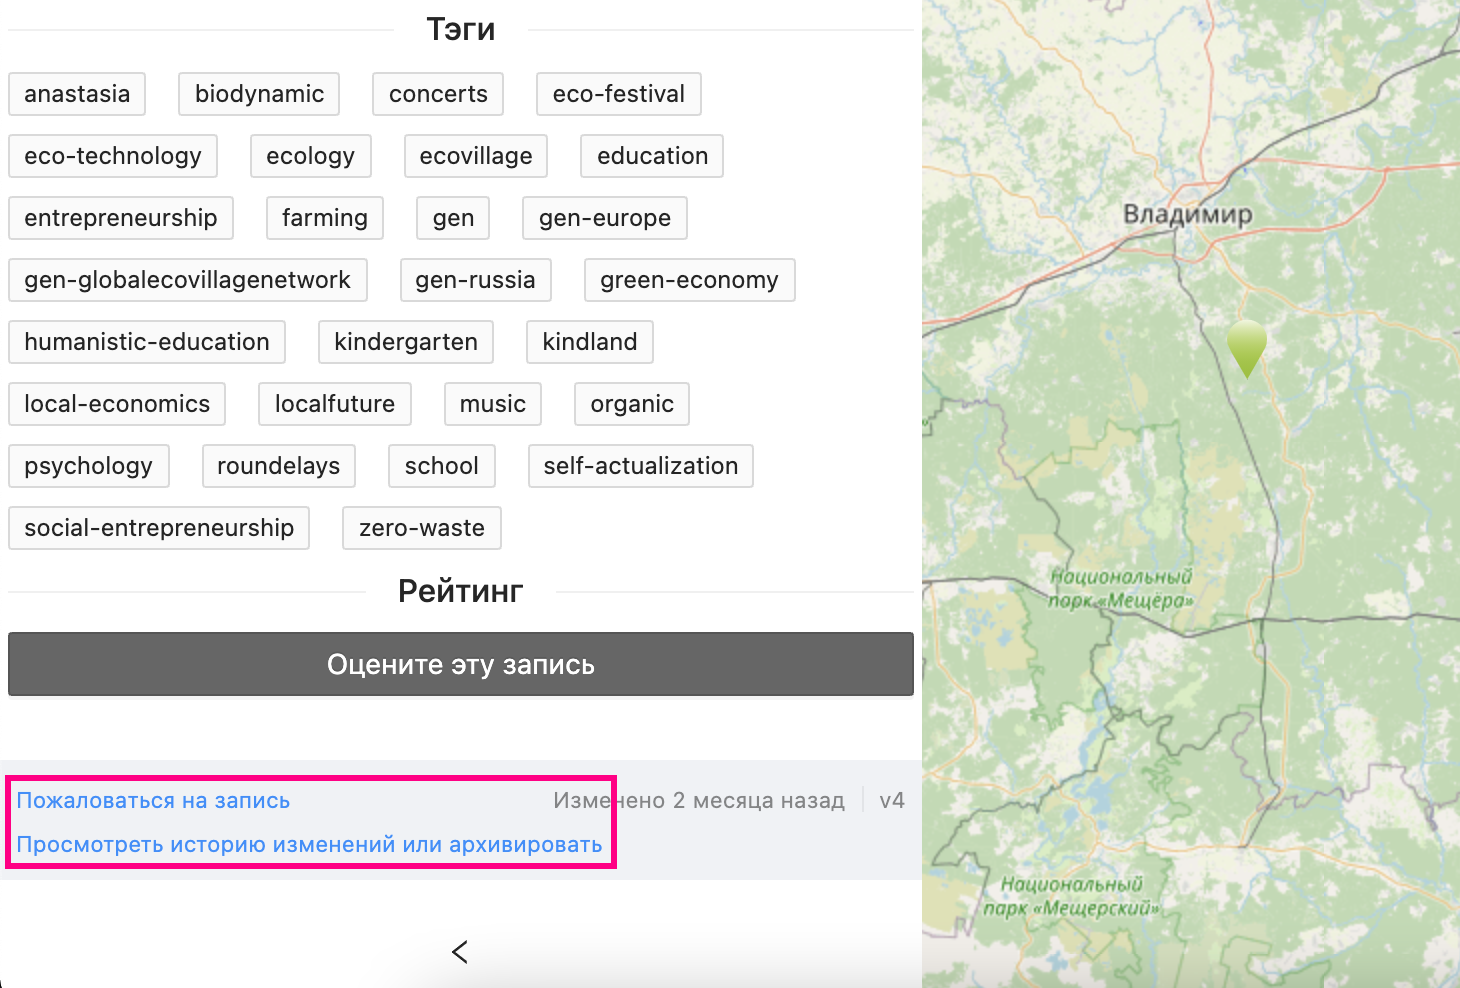 Тэги
anastasia biodynamic concerts eco-festival
eco-technology ecology ecovillage education
entrepreneurship farming gen gen-europe
gen-globalecovillagenetwork gen-russia green-economy
humanistic-education kindergarten kindland
local-economics localfuture music organic
psychology roundelays school self-actualization
social-entrepreneurship zero-waste
Рейтинг
Оцените эту запись
Пожаловаться на запись Изменено 2 месяца назад v4
Просмотреть историю изменений или архивировать
Владимир
Национальный
парк «Мещёра»
Национальный
парк «Мещерский»